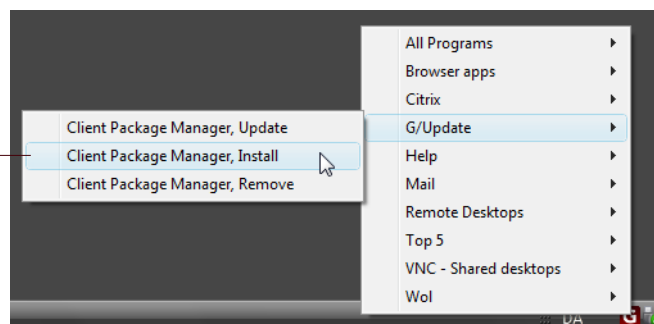 All Programs
Browser apps
Citrix
G/Update
Help
Mail
Remote Desktops
Top 5
VNC - Shared desktops
Wol
Client Package Manager, Update
Client Package Manager, Install
Client Package Manager, Remove
DA
G